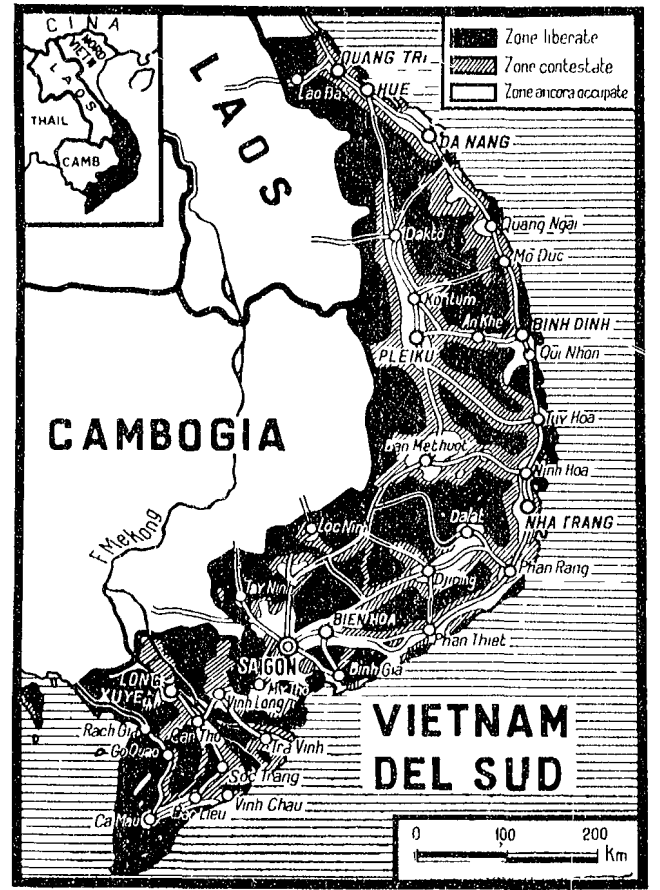 CINA
NORD
VIETN
LAOS
THAIL
CAMB
Zone liberate
Zone contestate
Zone ancora occupate
LAOS
QUANG TRI
Lao Bao
HUE
DA NANG
Quang Ngai
Dakto
Mo Duc
Kontum
An Khe
BINH DINH
PLEIKU
Qui Nhon
CAMBOGIA
Tuy Hoa
Ban Methuot
Ninh Hoa
F. Mekong
Loc Ninh
Dalat
NHA TRANG
Tay Ninh
Phan Rang
BIEN HOA
SAIGON
Phan Thiet
Dinh Gia
LONG
XUYEN
My Tho
Vinh Long
Rach Gia
Can Tho
Tra Vinh
Go Quao
Soc Trang
Vinh Chau
Bac Lieu
Ca Mau
VIETNAM
DEL SUD
0 100 200
Km